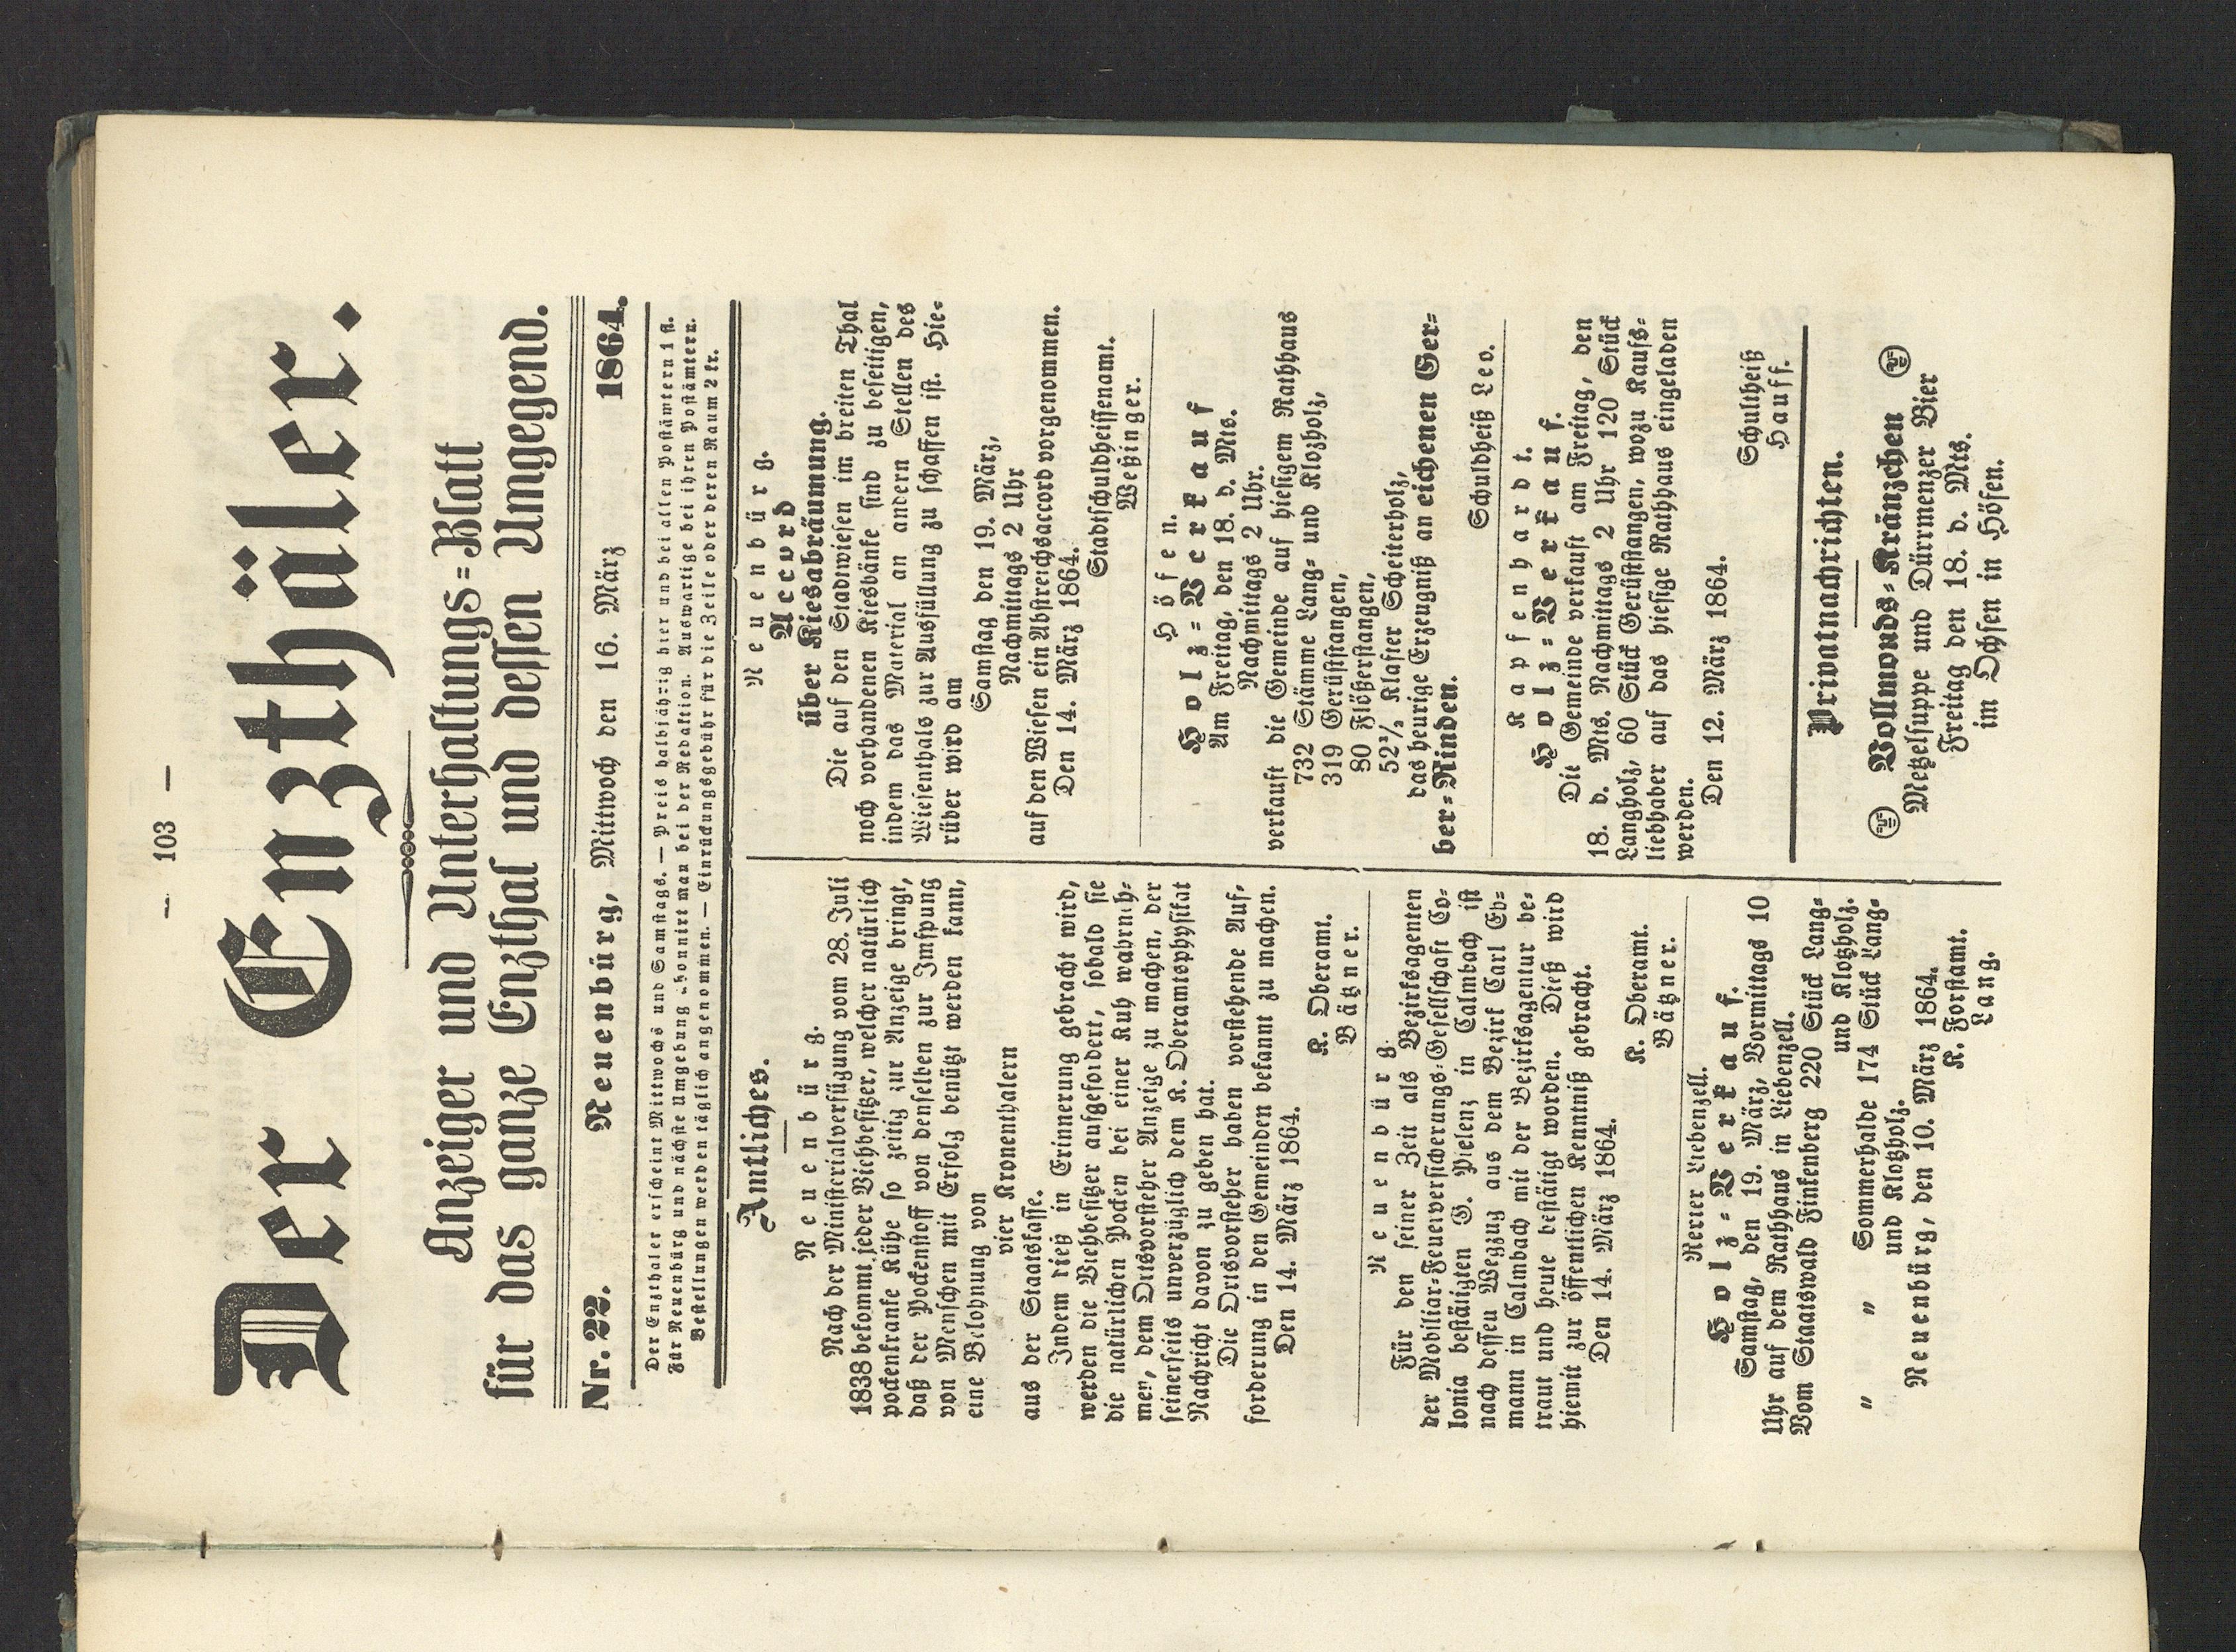 — 103 —
Der Enzthäler.
Anzeiger und Unterhaltungs=Blatt
für das ganze Enzthal und dessen Umgegend.
Nr. 22. Neuenbürg, Mittwoch den 16. März 1864.
Der Enzthäler erscheint Mittwochs und Samstags. — Preis halbjährig hier und bei allen Postämtern 1 fl.
Für Neuenbürg und nächste Umgebung abonnirt man bei der Redaktion. Auswärtige bei ihren Postämtern.
Bestellungen werden täglich angenommen. — Einrückungsgebühr für die Zeile oder deren Raum 2 kr.
Amtliches.
Neuenbürg.
Nach der Ministerialverfügung vom 28. Juli
1838 bekommt jeder Viehbesitzer, welcher natürlich
pockenkranke Kühe so zeitig zur Anzeige bringt,
daß der Pockenstoff von denselben zur Impfung
von Menschen mit Erfolg benützt werden kann,
eine Belohnung von
vier Kronenthalern
aus der Staatskasse.
Indem dieß in Erinnerung gebracht wird,
werden die Viehbesitzer aufgefordert, sobald sie
die natürlichen Pocken bei einer Kuh wahrneh=
men, dem Ortsvorsteher Anzeige zu machen, der
seinerseits unverzüglich dem K. Oberamtsphysikat
Nachricht davon zu geben hat.
Die Ortsvorsteher haben vorstehende Auf=
forderung in den Gemeinden bekannt zu machen.
Den 14. März 1864.
K. Oberamt.
Bätzner.
Neuenbürg.
Für den seiner Zeit als Bezirksagenten
der Mobiliar=Feuerversicherungs=Gesellschaft Co=
lonia bestätigten G. Pielenz in Calmbach ist
nach dessen Wegzug aus dem Bezirk Carl Eb=
mann in Calmbach mit der Bezirksagentur be=
traut und heute bestätigt worden. Dieß wird
hiemit zur öffentlichen Kenntniß gebracht.
Den 14. März 1864.
K. Oberamt.
Bätzner.
Revier Liebenzell.
Holz=Verkauf.
Samstag, den 19. März, Vormittags 10
Uhr auf dem Rathhaus in Liebenzell.
Vom Staatswald Finkenberg 220 Stück Lang=
und Klotzholz.
„ „ Sommerhalde 174 Stück Lang=
und Klotzholz.
Neuenbürg, den 10. März 1864.
K. Forstamt.
Lang.
Neuenbürg.
Accord
über Kiesabräumung.
Die auf den Stadtwiesen im breiten Thal
noch vorhandenen Kiesbänke sind zu beseitigen,
indem das Material an andern Stellen des
Wiesenthals zur Ausfüllung zu schaffen ist. Hie=
rüber wird am
Samstag den 19. März,
Nachmittags 2 Uhr
auf den Wiesen ein Abstreichsaccord vorgenommen.
Den 14. März 1864.
Stadtschuldheissenamt.
Weßinger.
Höfen.
Holz=Verkauf
Am Freitag, den 18. d. Mts.
Nachmittags 2 Uhr.
verkauft die Gemeinde auf hiesigem Rathhaus
732 Stämme Lang= und Klozholz,
319 Gerüststangen,
80 Flößerstangen,
52½ Klafter Scheiterholz,
das heurige Erzeugniß an eichenen Ger=
ber=Rinden.
Schuldheiß Leo.
Kapfenhardt.
Holz=Verkauf.
Die Gemeinde verkauft am Freitag, den
18. d. Mts. Nachmittags 2 Uhr 120 Stück
Langholz, 60 Stück Gerüststangen, wozu Kaufs=
liebhaber auf das hiesige Rathhaus eingeladen
werden.
Den 12. März 1864.
Schultheiß
Hauff.
Privatnachrichten.
Vollmonds=Kränzchen
Metzelsuppe und Dürrmenzer Bier
Freitag den 18. d. Mts.
im Ochsen in Höfen.